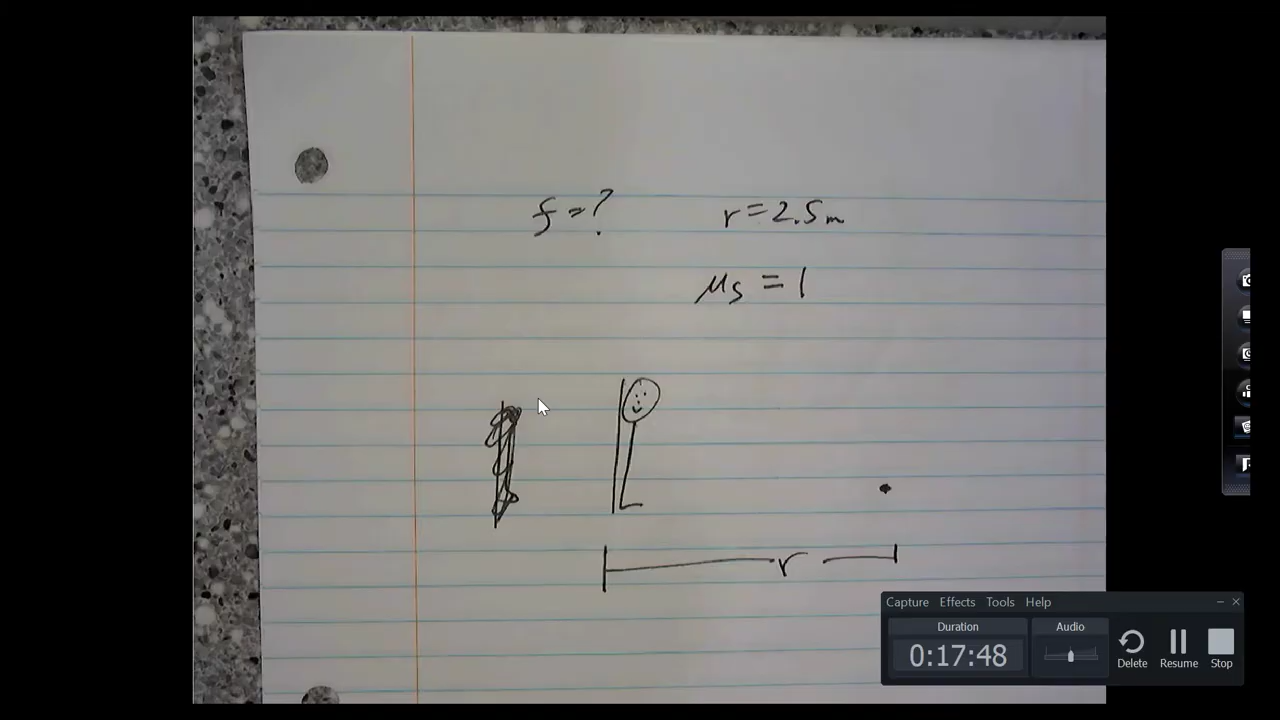 f = ? r = 2.5 m
μs = 1
r
Capture Effects Tools Help
Duration Audio
0:17:48
Delete Resume Stop